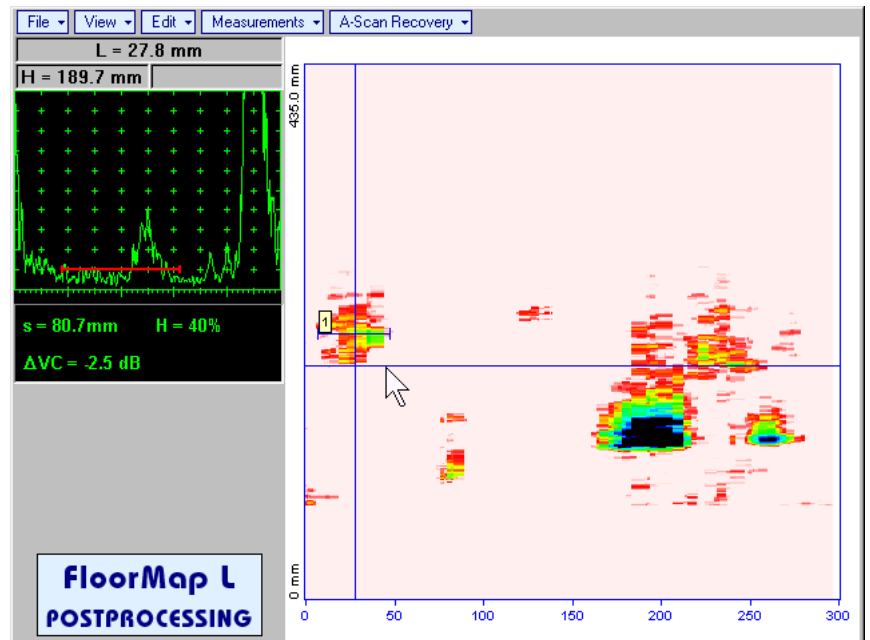 File View Edit Measurements A-Scan Recovery
L = 27.8 mm
H = 189.7 mm
435.0 mm
1
s = 80.7mm H = 40%
ΔVC = -2.5 dB
0 mm
0 50 100 150 200 250 300
FloorMap L
POSTPROCESSING